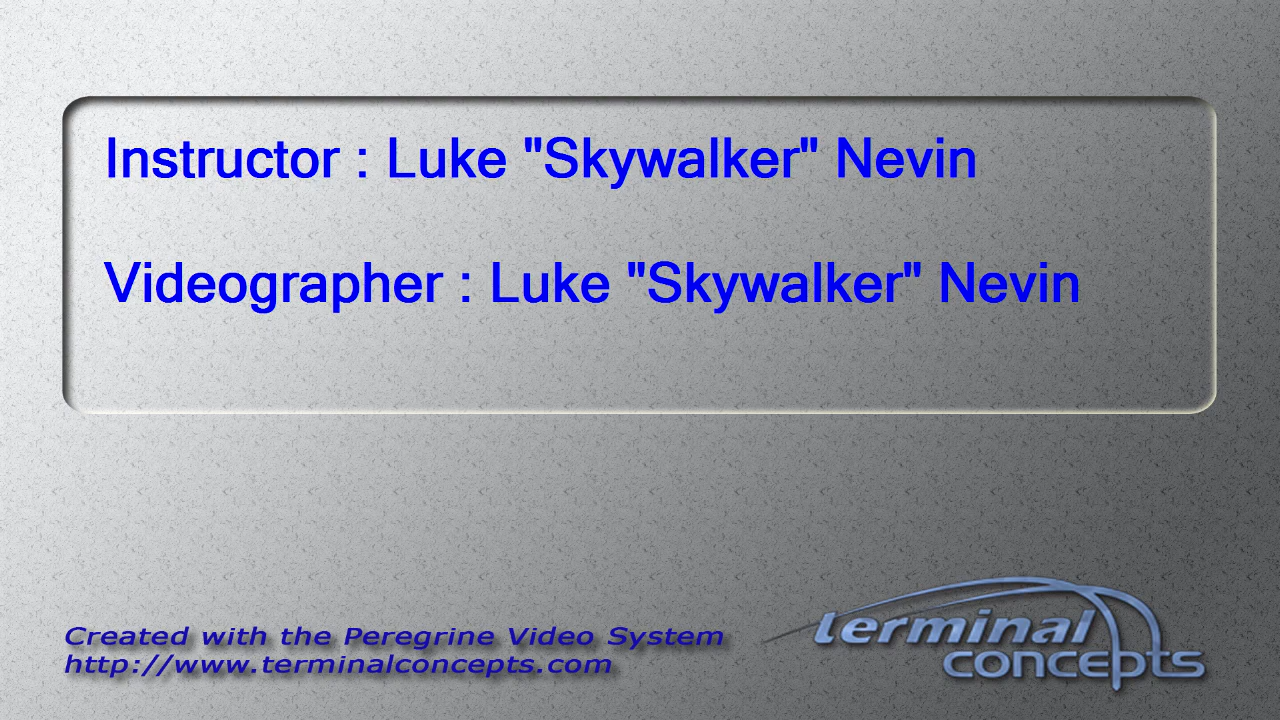 Instructor : Luke "Skywalker" Nevin
Videographer : Luke "Skywalker" Nevin
Created with the Peregrine Video System
http://www.terminalconcepts.com
terminal
concepts